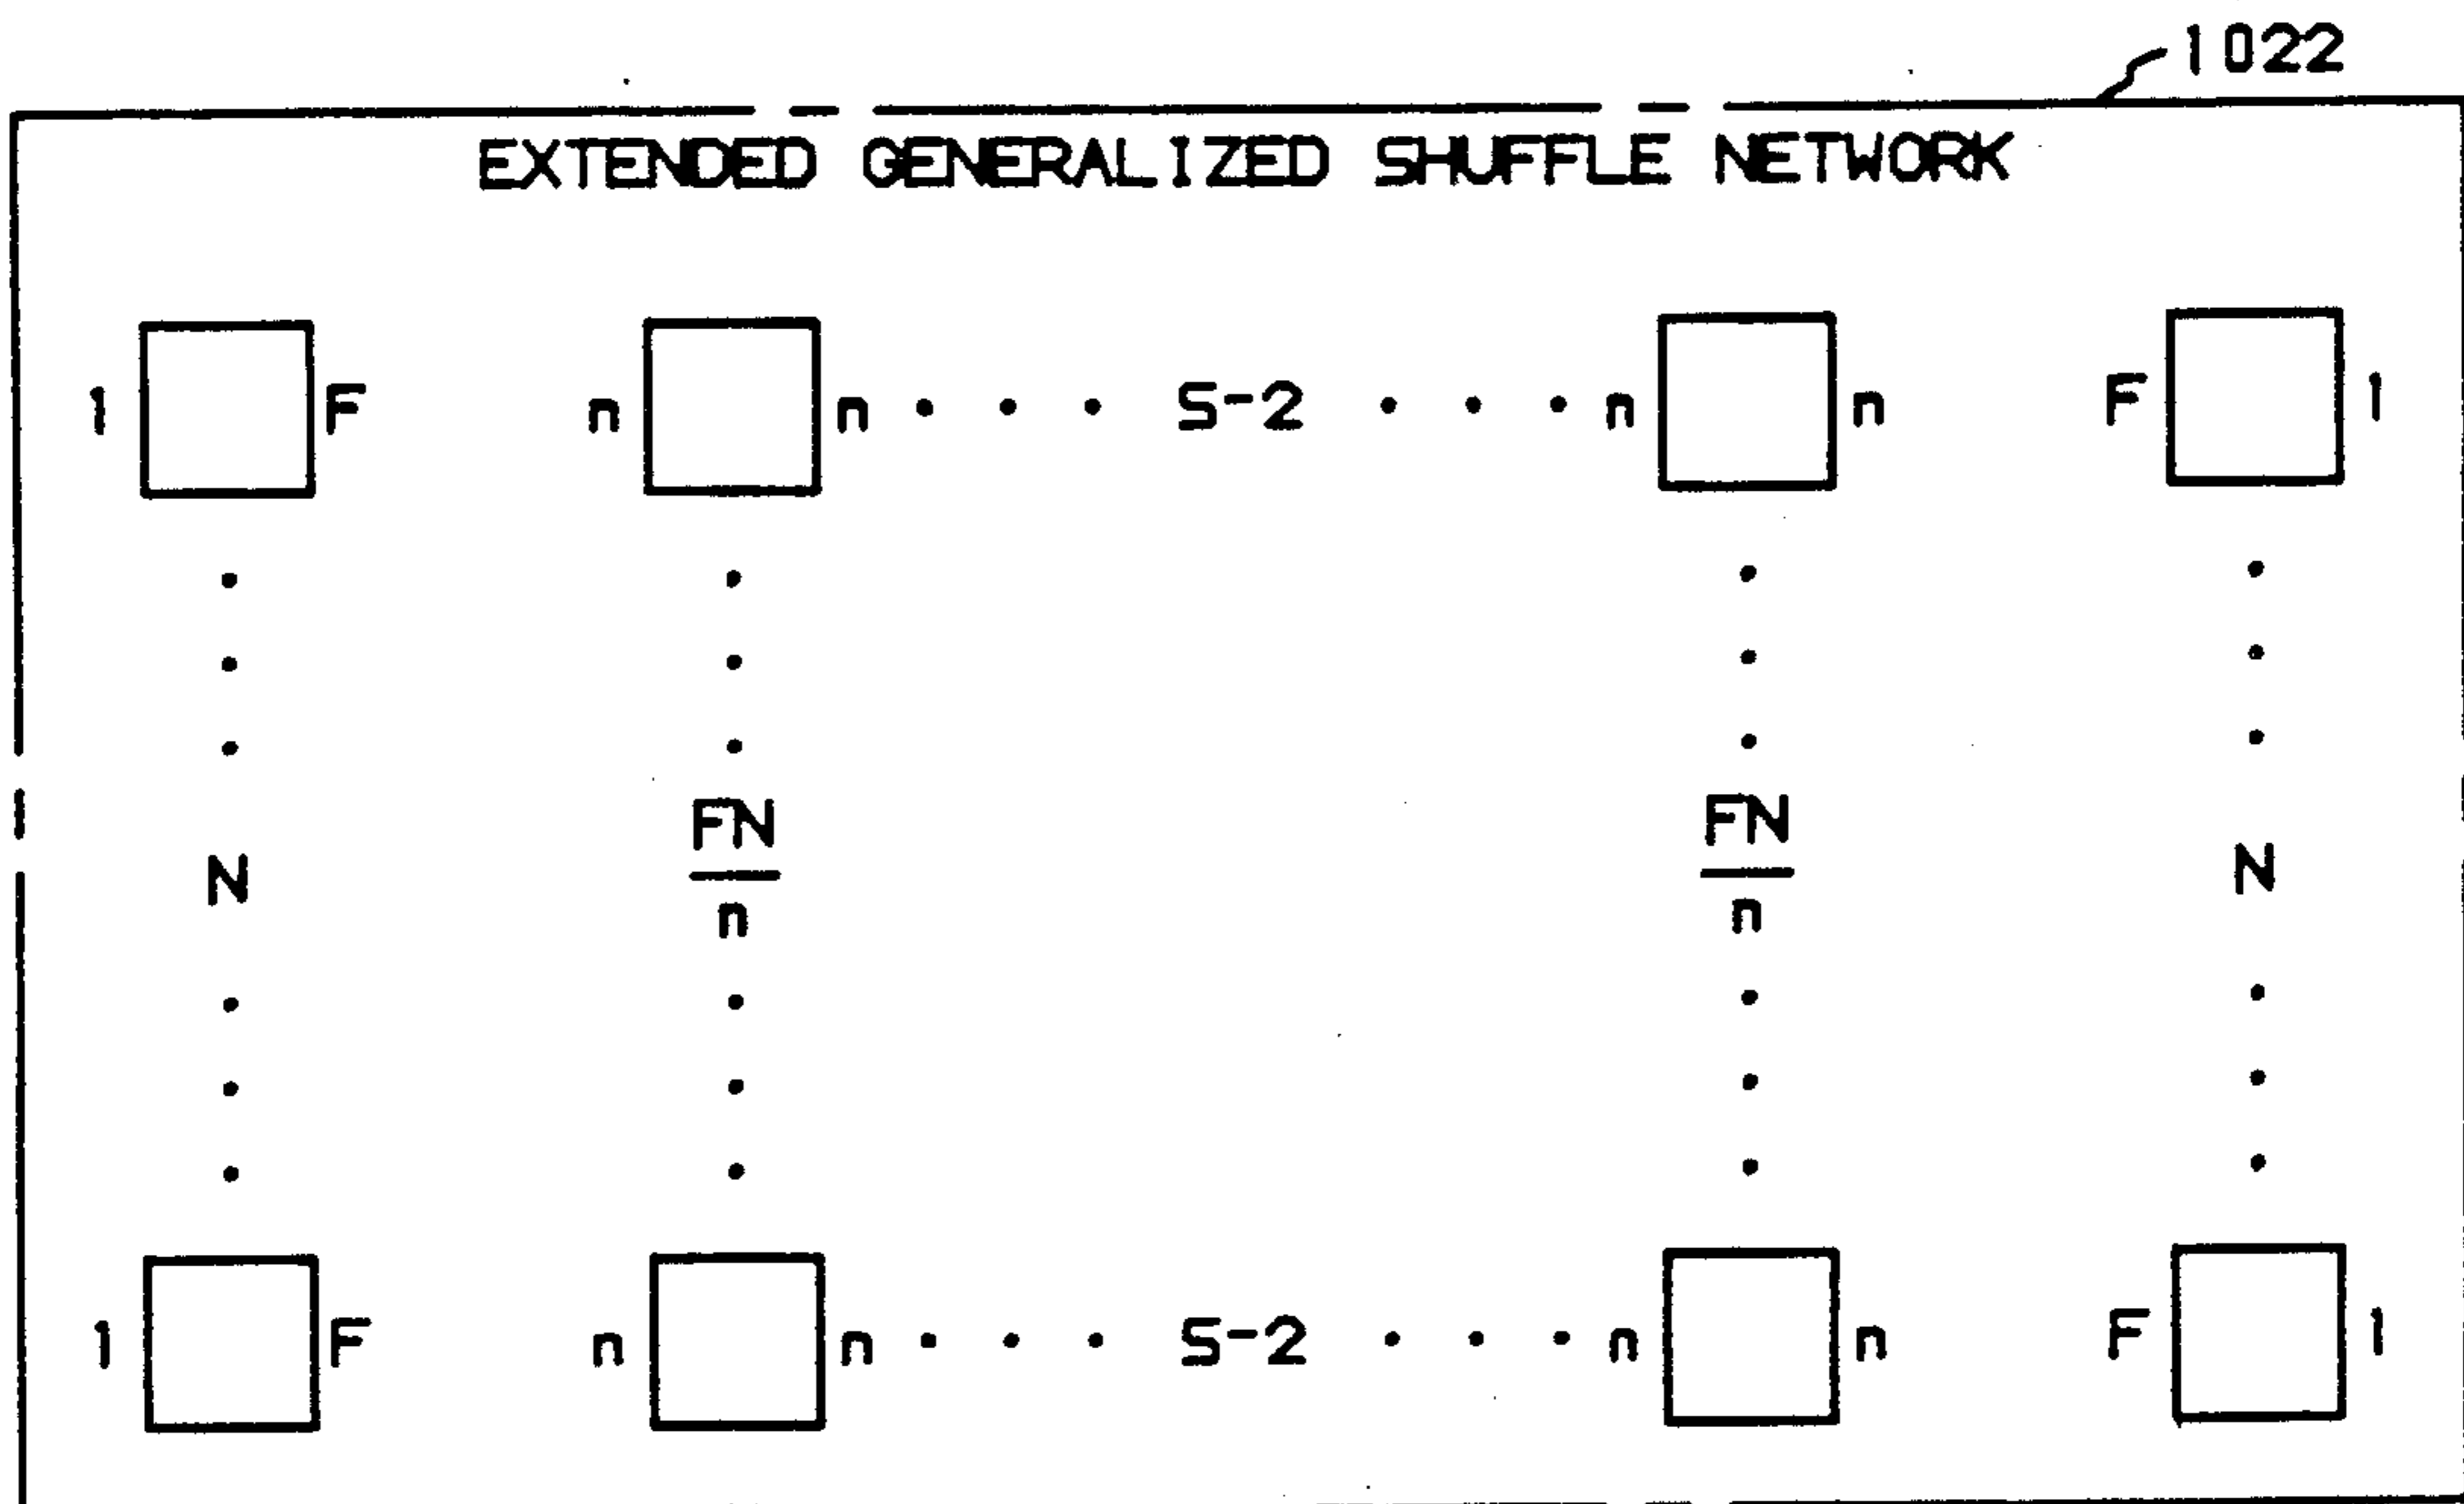 1022
EXTENDED GENERALIZED SHUFFLE NETWORK
1 F n n S-2 n n F 1
N FN/n FN/n N
1 F n n S-2 n n F 1